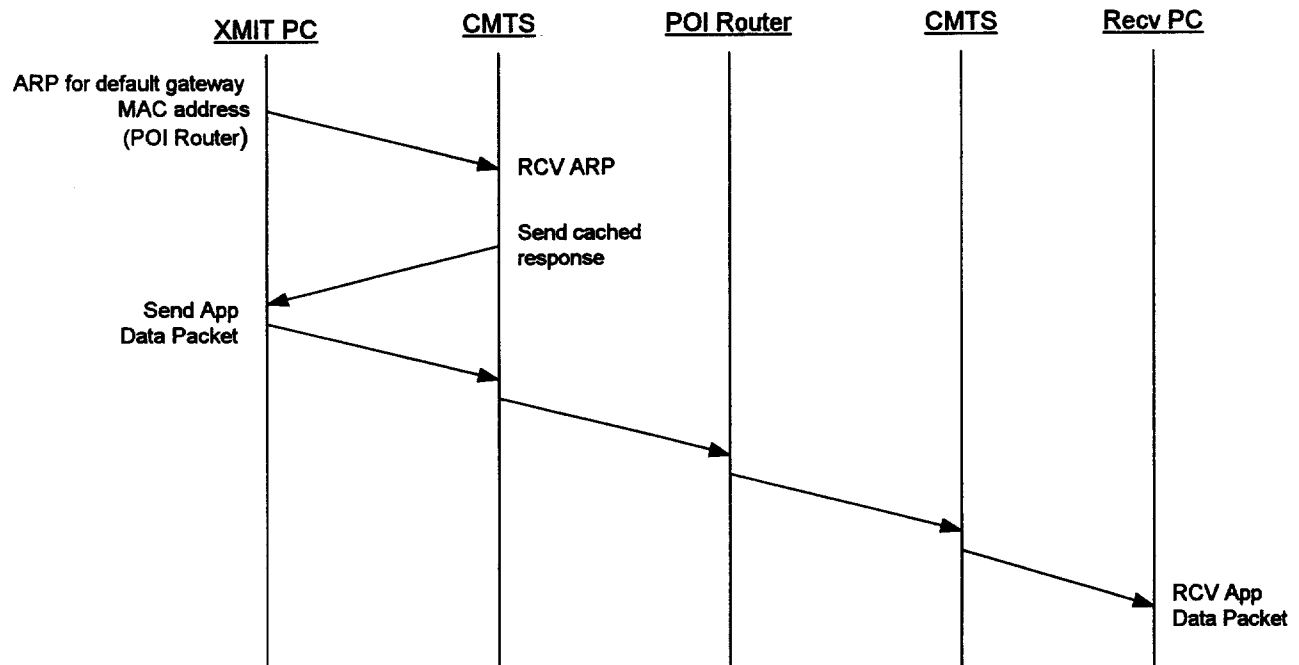 XMIT PC
CMTS
POI Router
CMTS
Recv PC
ARP for default gateway
MAC address
(POI Router)
RCV ARP
Send cached
response
Send App
Data Packet
RCV App
Data Packet